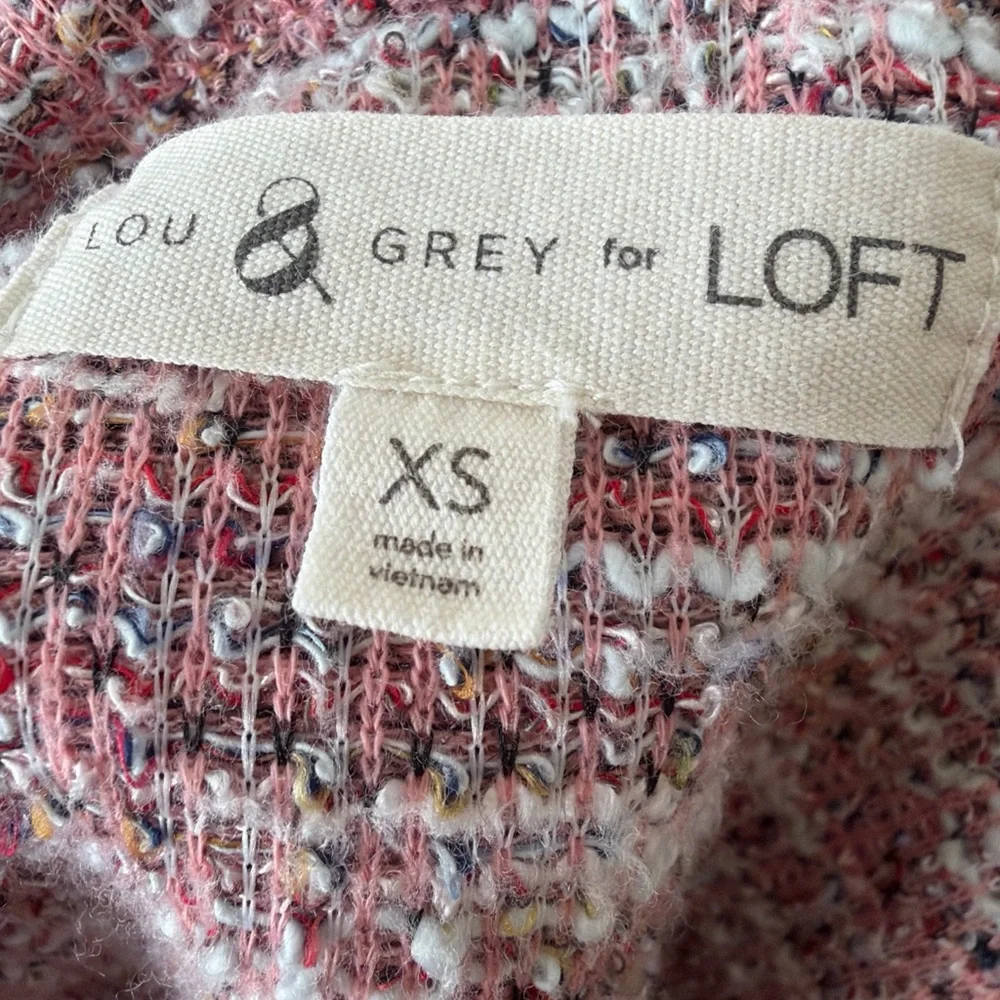 LOU & GREY for LOFT
XS
made in
vietnam